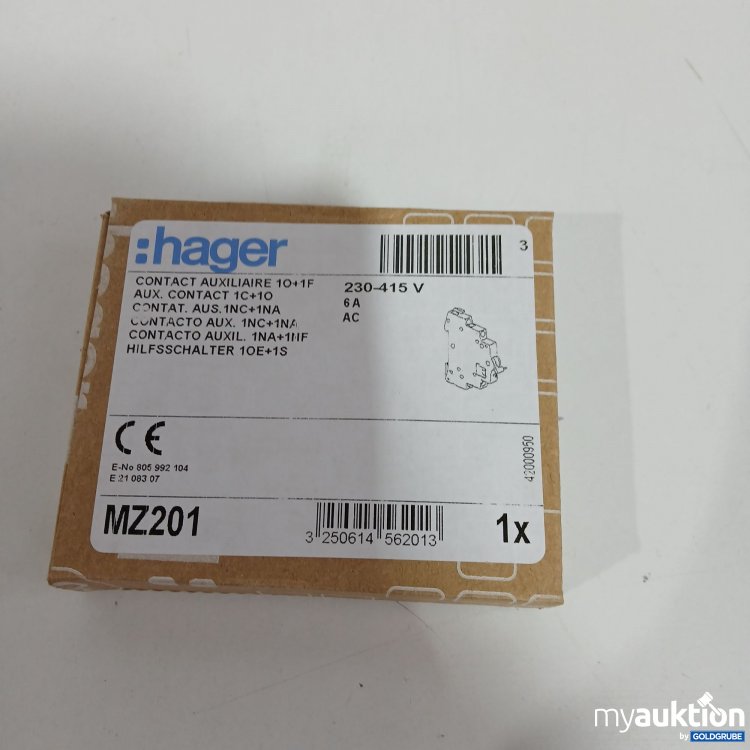 :hager
3
CONTACT AUXILIAIRE 1O+1F
AUX. CONTACT 1C+1O
CONTAT. AUS.1NC+1NA
CONTACTO AUX. 1NC+1NA
CONTACTO AUXIL. 1NA+1NF
HILFSSCHALTER 1OE+1S
230-415 V
6 A
AC
CE
E-No 805 992 104
E 21 083 07
42000950
MZ201
3 250614 562013
1x
myauktion
by GOLDGRUBE